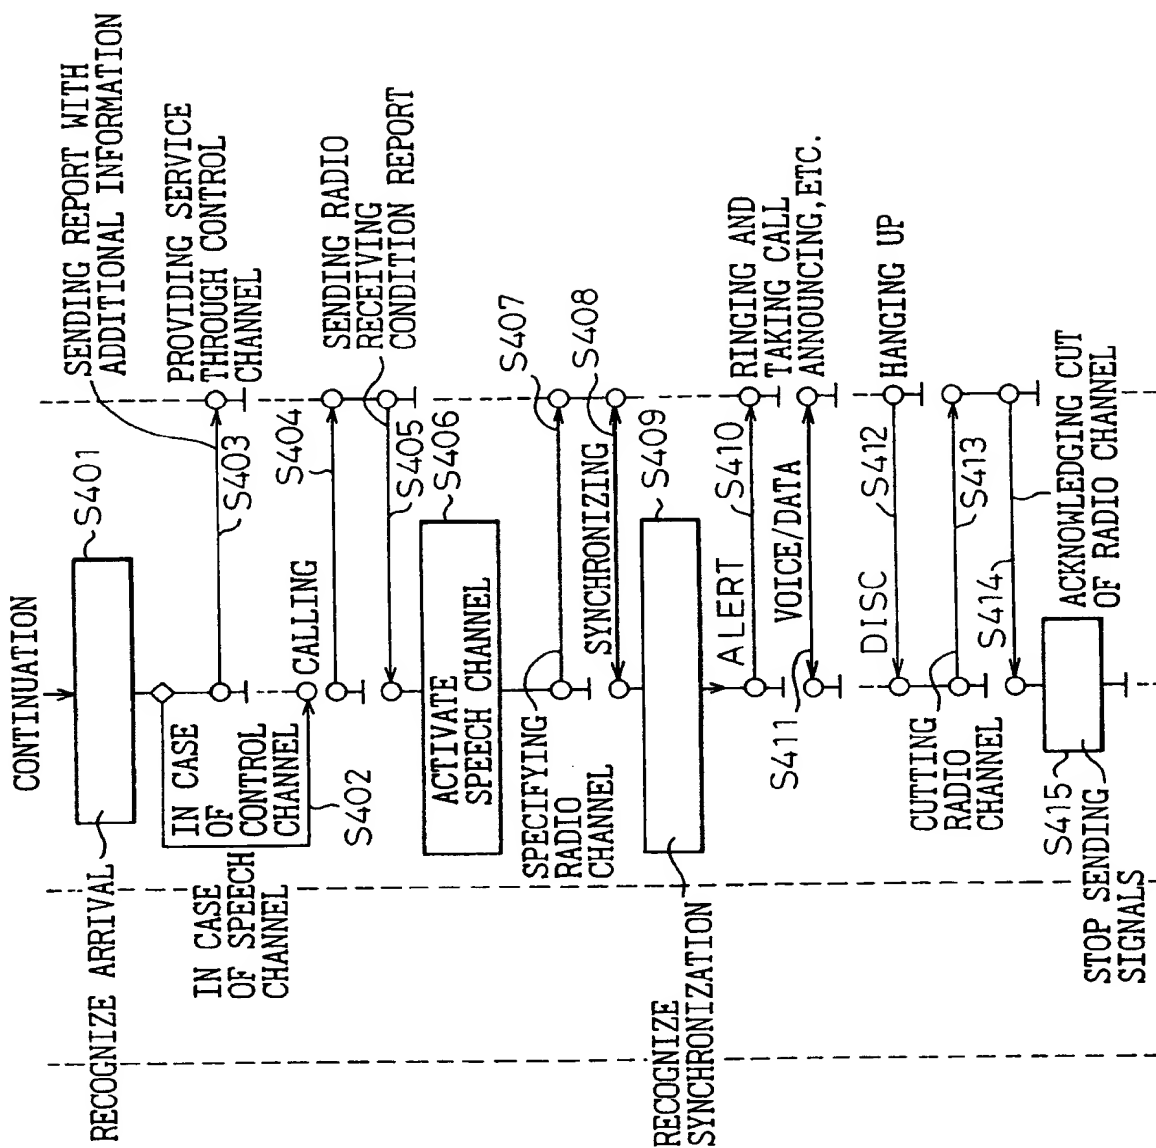 CONTINUATION
S401
RECOGNIZE ARRIVAL
SENDING REPORT WITH
ADDITIONAL INFORMATION
IN CASE
OF
CONTROL
CHANNEL
IN CASE
OF SPEECH
CHANNEL
S403
PROVIDING SERVICE
THROUGH CONTROL
CHANNEL
S402
CALLING
S404
SENDING RADIO
RECEIVING
CONDITION REPORT
S405
S406
ACTIVATE
SPEECH CHANNEL
SPECIFYING
RADIO
CHANNEL
S407
SYNCHRONIZING
S408
S409
RECOGNIZE
SYNCHRONIZATION
ALERT
S410
RINGING AND
TAKING CALL
S411
VOICE/DATA
ANNOUNCING,ETC.
DISC
S412
HANGING UP
CUTTING
RADIO
CHANNEL
S413
S414
ACKNOWLEDGING CUT
OF RADIO CHANNEL
S415
STOP SENDING
SIGNALS